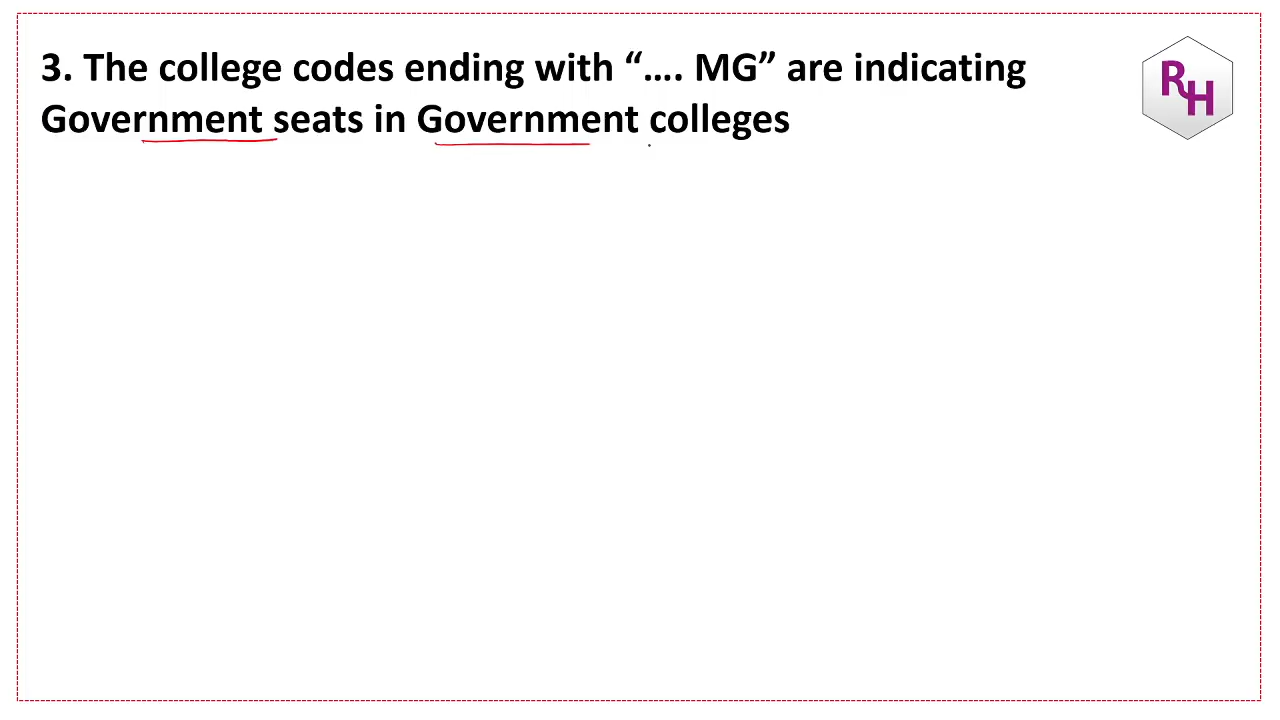 3. The college codes ending with “…. MG” are indicating
Government seats in Government colleges
RH